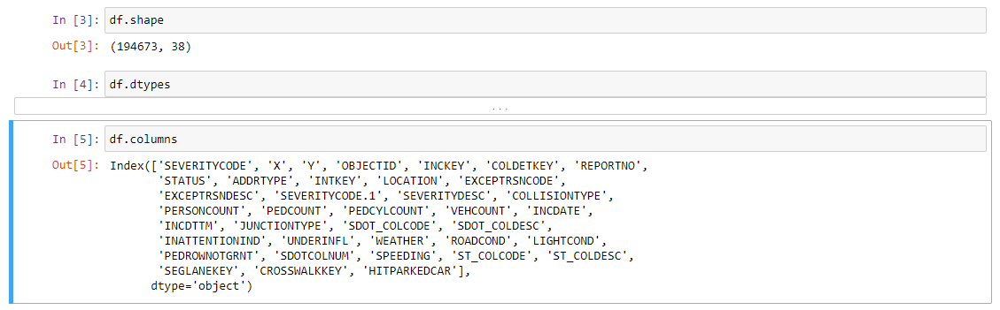 In [3]: df.shape
Out[3]: (194673, 38)
In [4]: df.dtypes
...
In [5]: df.columns
Out[5]: Index(['SEVERITYCODE', 'X', 'Y', 'OBJECTID', 'INCKEY', 'COLDETKEY', 'REPORTNO',
'STATUS', 'ADDRTYPE', 'INTKEY', 'LOCATION', 'EXCEPTRSNCODE',
'EXCEPTRSNDESC', 'SEVERITYCODE.1', 'SEVERITYDESC', 'COLLISIONTYPE',
'PERSONCOUNT', 'PEDCOUNT', 'PEDCYLCOUNT', 'VEHCOUNT', 'INCDATE',
'INCDTTM', 'JUNCTIONTYPE', 'SDOT_COLCODE', 'SDOT_COLDESC',
'INATTENTIONIND', 'UNDERINFL', 'WEATHER', 'ROADCOND', 'LIGHTCOND',
'PEDROWNOTGRNT', 'SDOTCOLNUM', 'SPEEDING', 'ST_COLCODE', 'ST_COLDESC',
'SEGLANEKEY', 'CROSSWALKKEY', 'HITPARKEDCAR'],
dtype='object')